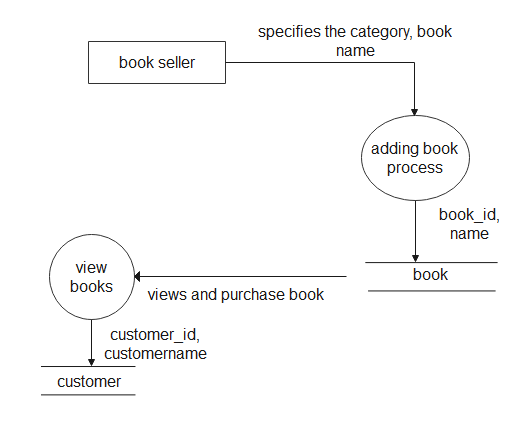 specifies the category, book
name
book seller
adding book
process
book_id,
name
book
view
books
views and purchase book
customer_id,
customername
customer